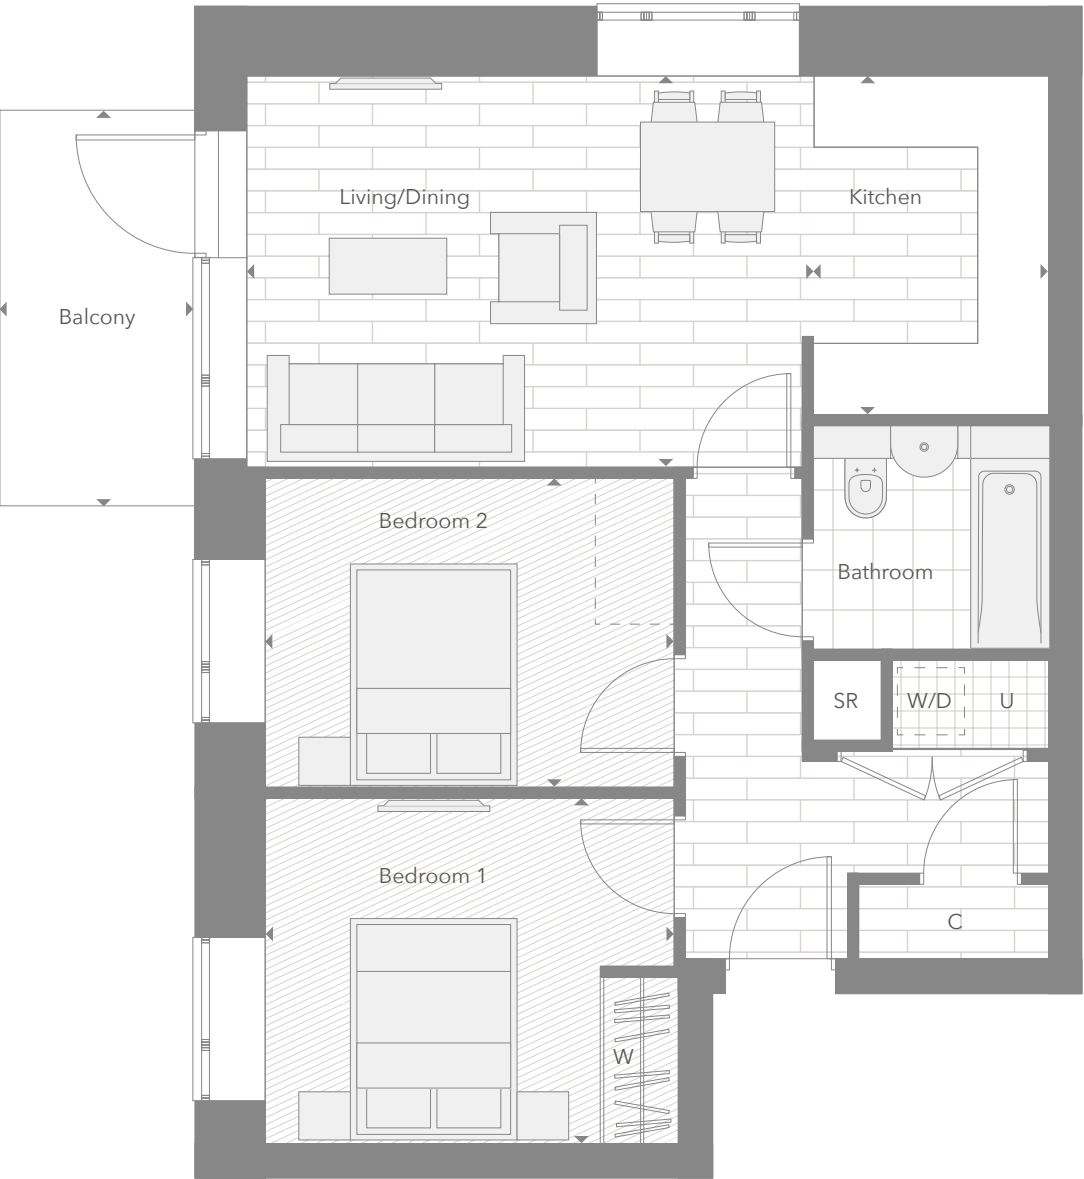 Living/Dining
Kitchen
Balcony
Bedroom 2
Bathroom
SR
W/D
U
Bedroom 1
C
W